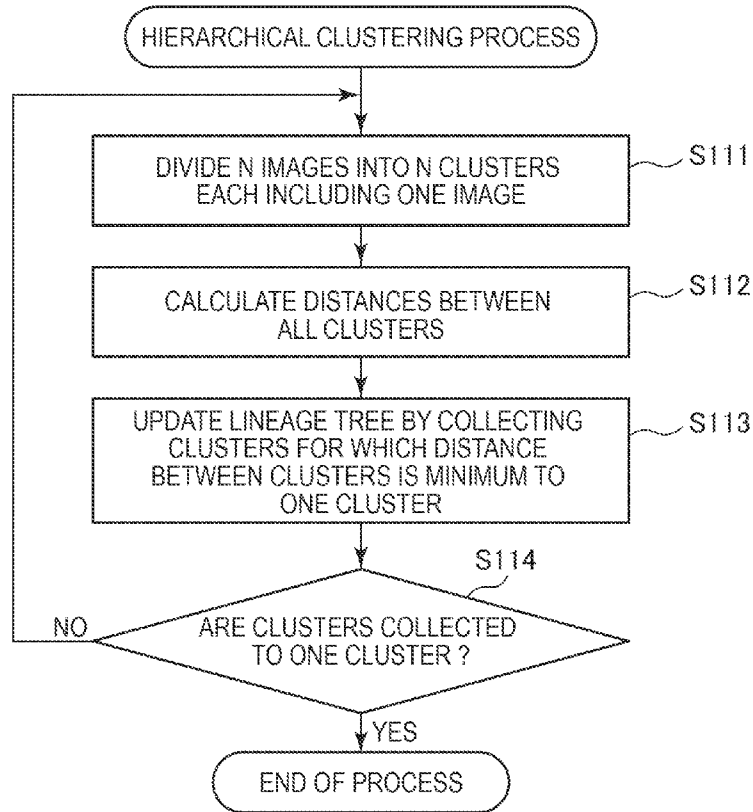 HIERARCHICAL CLUSTERING PROCESS
DIVIDE N IMAGES INTO N CLUSTERS
EACH INCLUDING ONE IMAGE
S111
CALCULATE DISTANCES BETWEEN
ALL CLUSTERS
S112
UPDATE LINEAGE TREE BY COLLECTING
CLUSTERS FOR WHICH DISTANCE
BETWEEN CLUSTERS IS MINIMUM TO
ONE CLUSTER
S113
S114
ARE CLUSTERS COLLECTED
TO ONE CLUSTER ?
NO
YES
END OF PROCESS